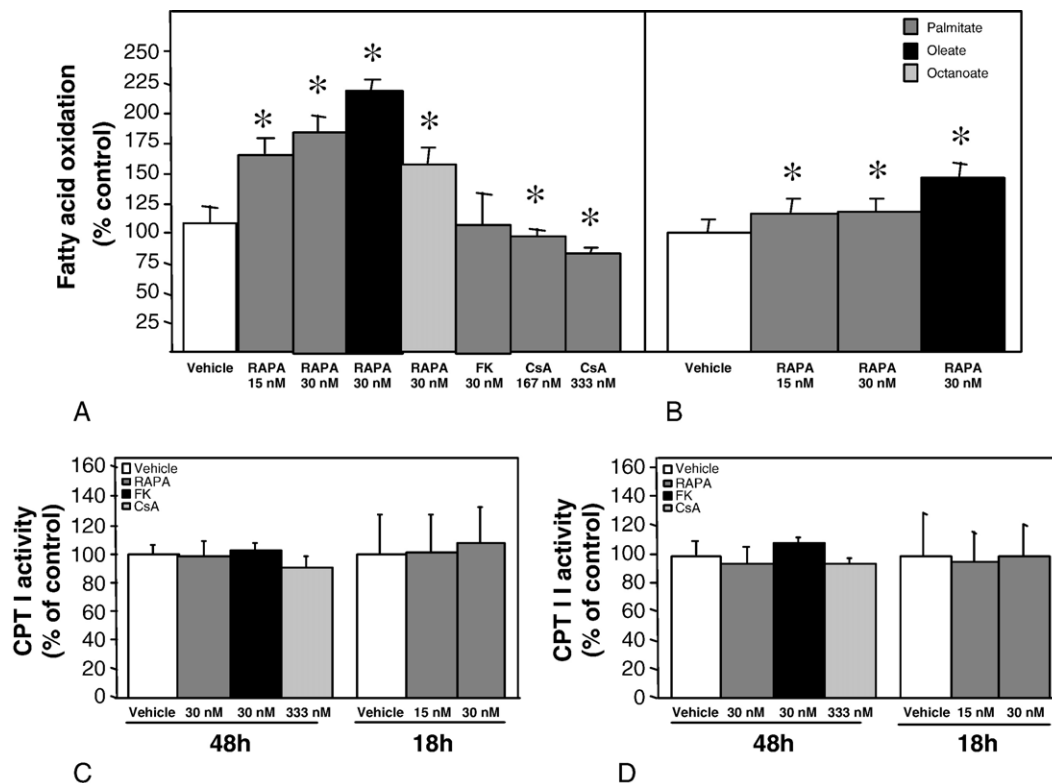 Fatty acid oxidation
(% control)
250
225
200
175
150
125
100
75
50
25
* * * * * *
Vehicle RAPA RAPA RAPA RAPA FK CsA CsA
15 nM 30 nM 30 nM 30 nM 30 nM 167 nM 333 nM
A
Palmitate
Oleate
Octanoate
* * *
Vehicle RAPA RAPA RAPA
15 nM 30 nM 30 nM
B
CPT I activity
(% of control)
160
140
120
100
80
60
40
20
0
Vehicle
RAPA
FK
CsA
Vehicle 30 nM 30 nM 333 nM Vehicle 15 nM 30 nM
48h 18h
C
CPT I I activity
(% of control)
160
140
120
100
80
60
40
20
0
Vehicle
RAPA
FK
CsA
Vehicle 30 nM 30 nM 333 nM Vehicle 15 nM 30 nM
48h 18h
D